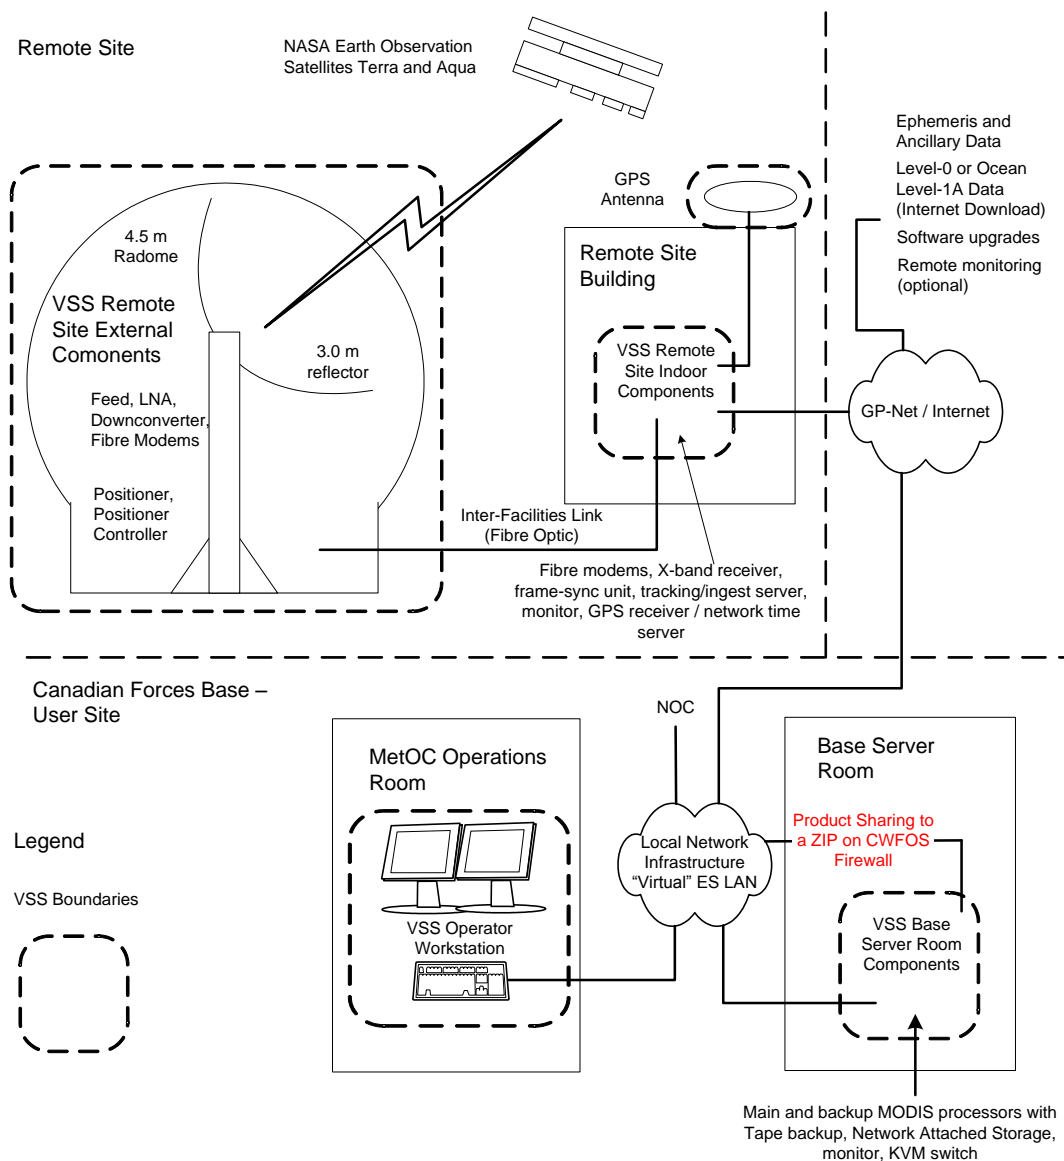 Remote Site
NASA Earth Observation
Satellites Terra and Aqua
Ephemeris and
Ancillary Data
Level-0 or Ocean
Level-1A Data
(Internet Download)
Software upgrades
Remote monitoring
(optional)
GPS
Antenna
4.5 m
Radome
VSS Remote
Site External
Comonents
3.0 m
reflector
Feed, LNA,
Downconverter,
Fibre Modems
Positioner,
Positioner
Controller
Remote Site
Building
VSS Remote
Site Indoor
Components
GP-Net / Internet
Inter-Facilities Link
(Fibre Optic)
Fibre modems, X-band receiver,
frame-sync unit, tracking/ingest server,
monitor, GPS receiver / network time
server
Canadian Forces Base –
User Site
MetOC Operations
Room
VSS Operator
Workstation
NOC
Local Network
Infrastructure
“Virtual” ES LAN
Base Server
Room
Product Sharing to
a ZIP on CWFOS
Firewall
VSS Base
Server Room
Components
Legend
VSS Boundaries
Main and backup MODIS processors with
Tape backup, Network Attached Storage,
monitor, KVM switch